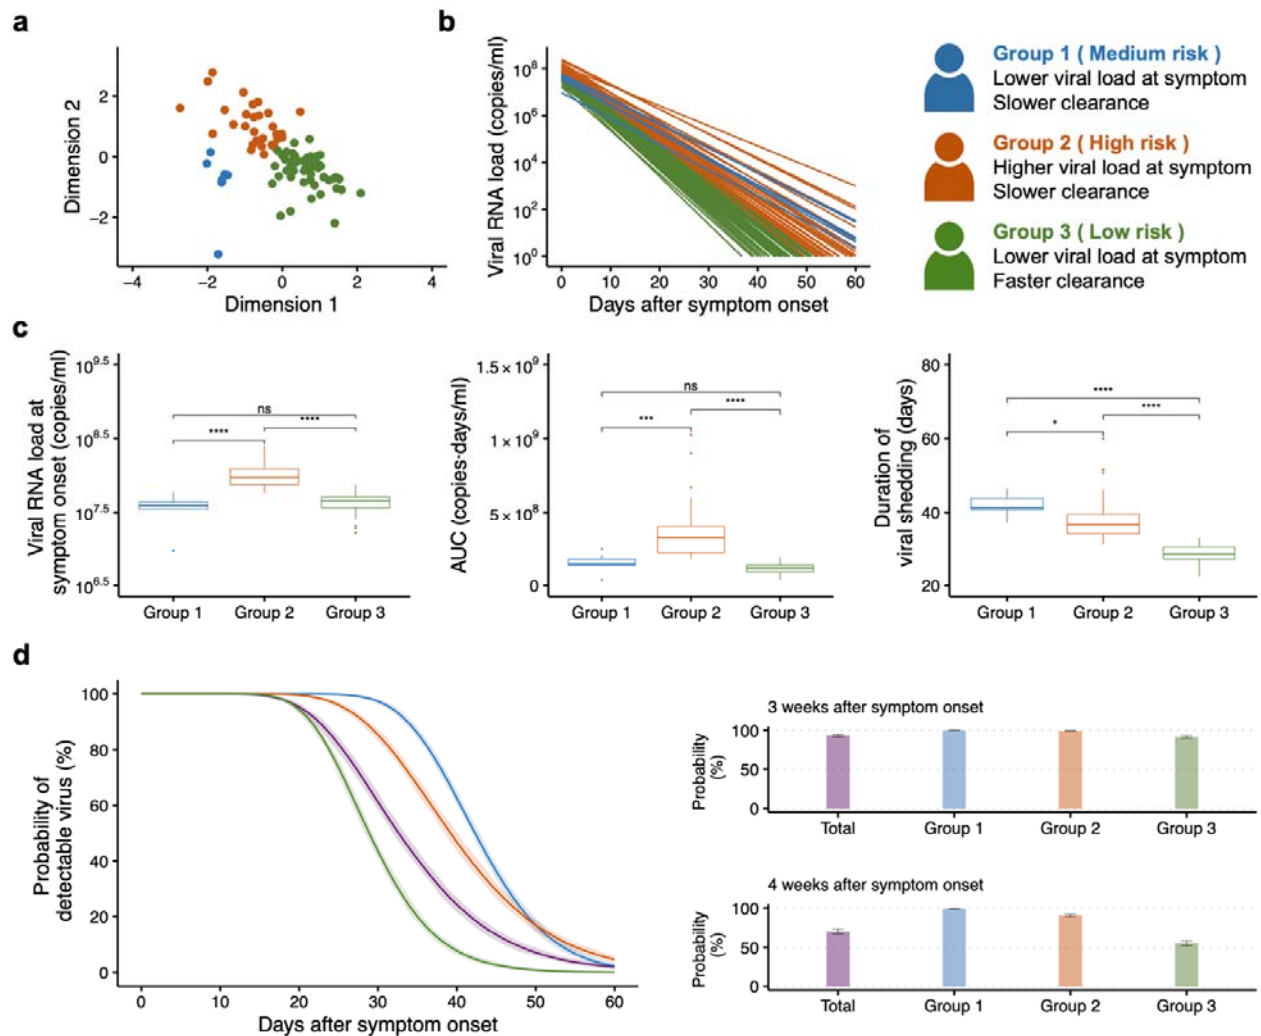 a
Dimension 2
2
0
−2
−4
−2
0
2
4
Dimension 1
b
Viral RNA load (copies/ml)
10^8
10^6
10^4
10^2
10^0
0
10
20
30
40
50
60
Days after symptom onset
Group 1 ( Medium risk )
Lower viral load at symptom
Slower clearance
Group 2 ( High risk )
Higher viral load at symptom
Slower clearance
Group 3 ( Low risk )
Lower viral load at symptom
Faster clearance
c
Viral RNA load at
symptom onset (copies/ml)
10^9.5
10^8.5
10^7.5
10^6.5
ns
****
****
Group 1
Group 2
Group 3
AUC (copies·days/ml)
1.5 × 10^9
1 × 10^9
5 × 10^8
0
ns
***
****
Group 1
Group 2
Group 3
Duration of
viral shedding (days)
80
60
40
20
****
*
****
Group 1
Group 2
Group 3
d
Probability of
detectable virus (%)
100
80
60
40
20
0
0
10
20
30
40
50
60
Days after symptom onset
3 weeks after symptom onset
Probability
(%)
100
50
0
Total
Group 1
Group 2
Group 3
4 weeks after symptom onset
Probability
(%)
100
50
0
Total
Group 1
Group 2
Group 3